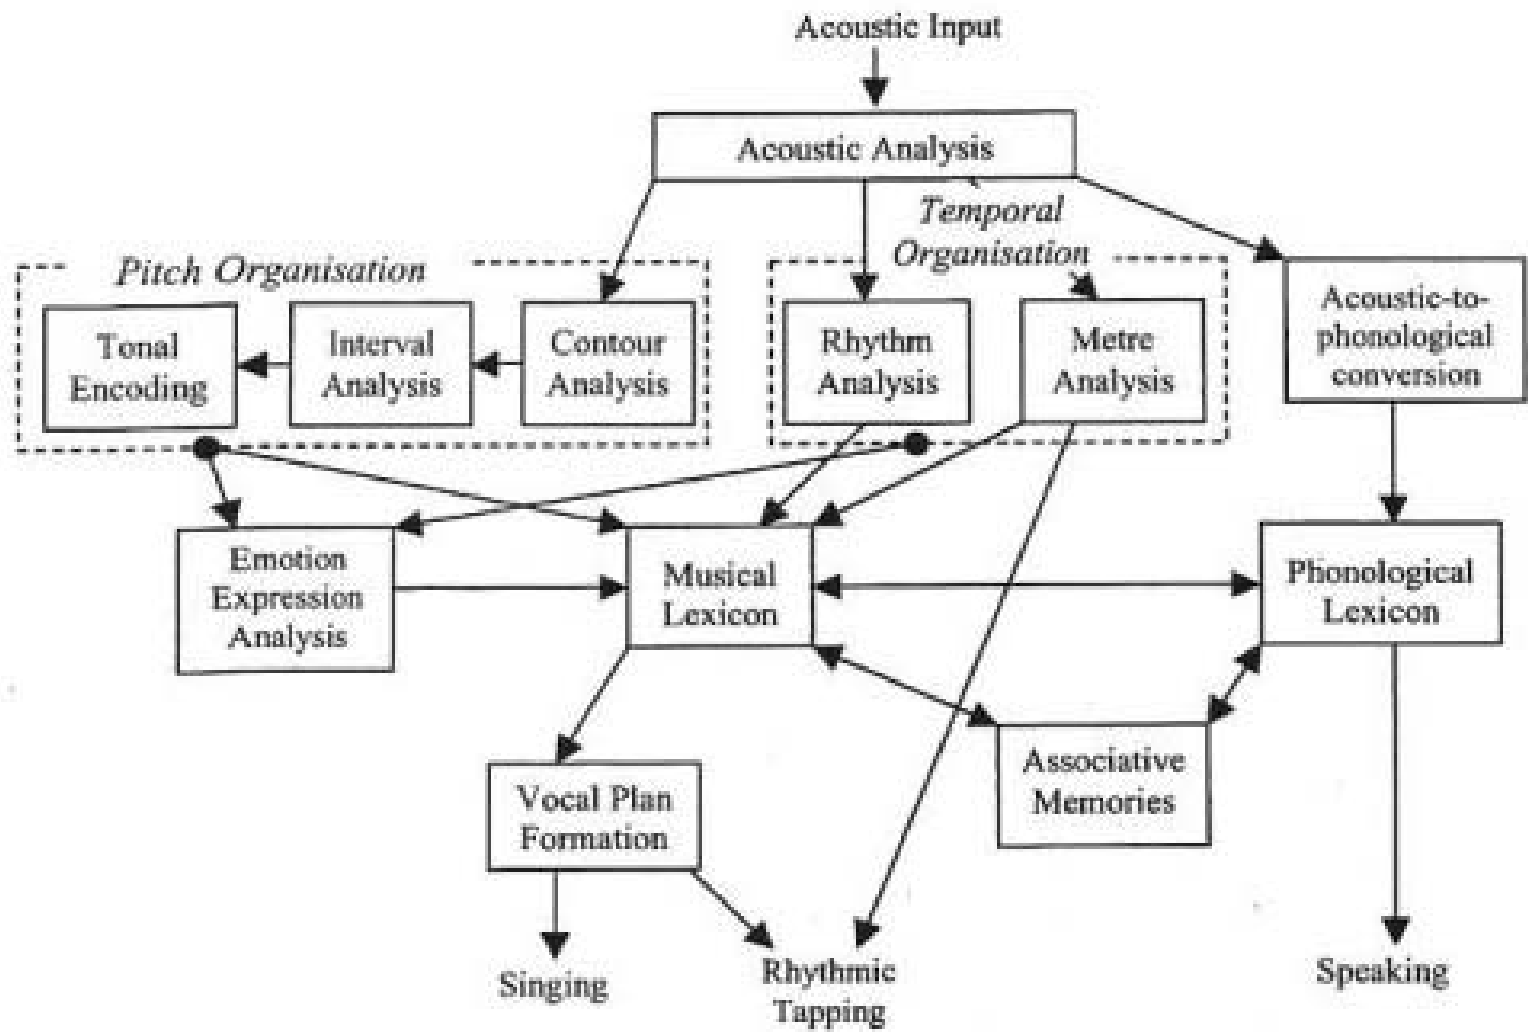 Acoustic Input
Acoustic Analysis
Temporal
Organisation
Pitch Organisation
Tonal
Encoding
Interval
Analysis
Contour
Analysis
Rhythm
Analysis
Metre
Analysis
Acoustic-to-
phonological
conversion
Emotion
Expression
Analysis
Musical
Lexicon
Phonological
Lexicon
Vocal Plan
Formation
Associative
Memories
Singing
Rhythmic
Tapping
Speaking